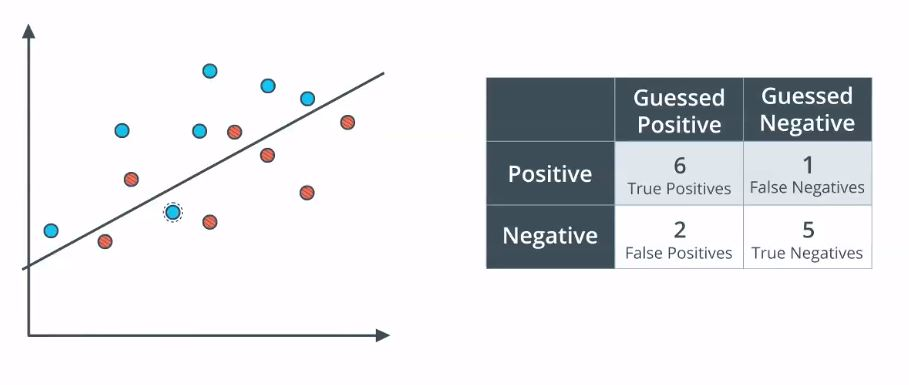 Guessed Positive
Guessed Negative
Positive
6
True Positives
1
False Negatives
Negative
2
False Positives
5
True Negatives